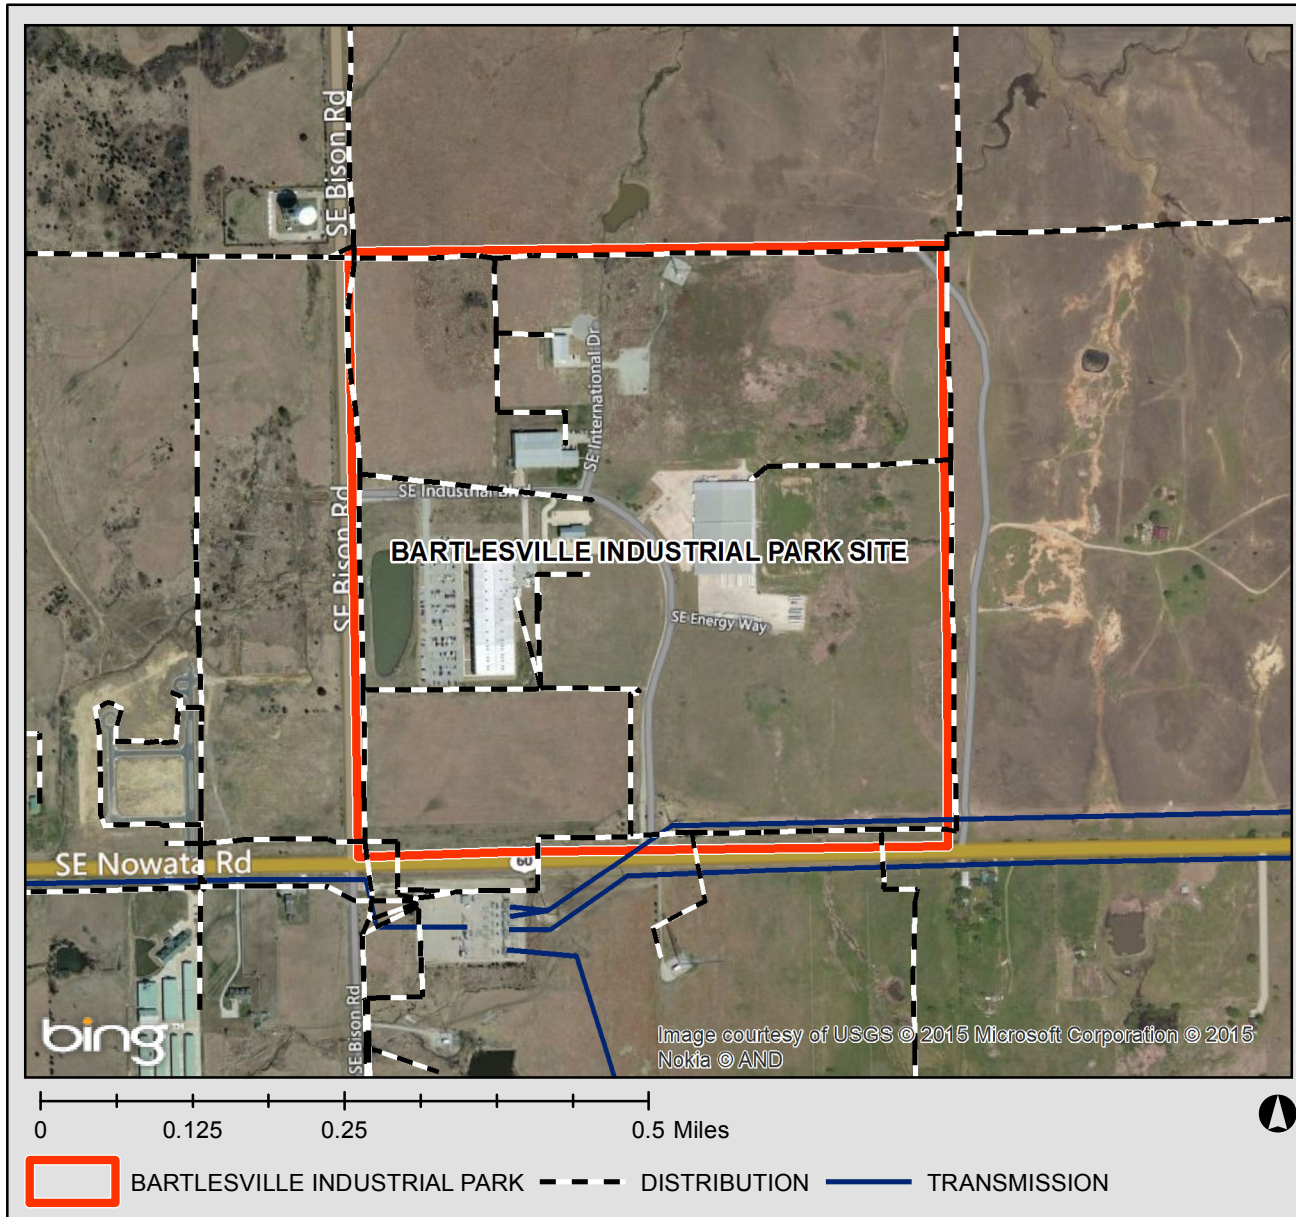 SE Bison Rd
SE International Dr
SE Industrial Blvd
BARTLESVILLE INDUSTRIAL PARK SITE
SE Bison Rd
SE Energy Way
SE Nowata Rd
60
SE Bison Rd
bing™
Image courtesy of USGS © 2015 Microsoft Corporation © 2015
Nokia © AND
0 0.125 0.25 0.5 Miles
BARTLESVILLE INDUSTRIAL PARK DISTRIBUTION TRANSMISSION